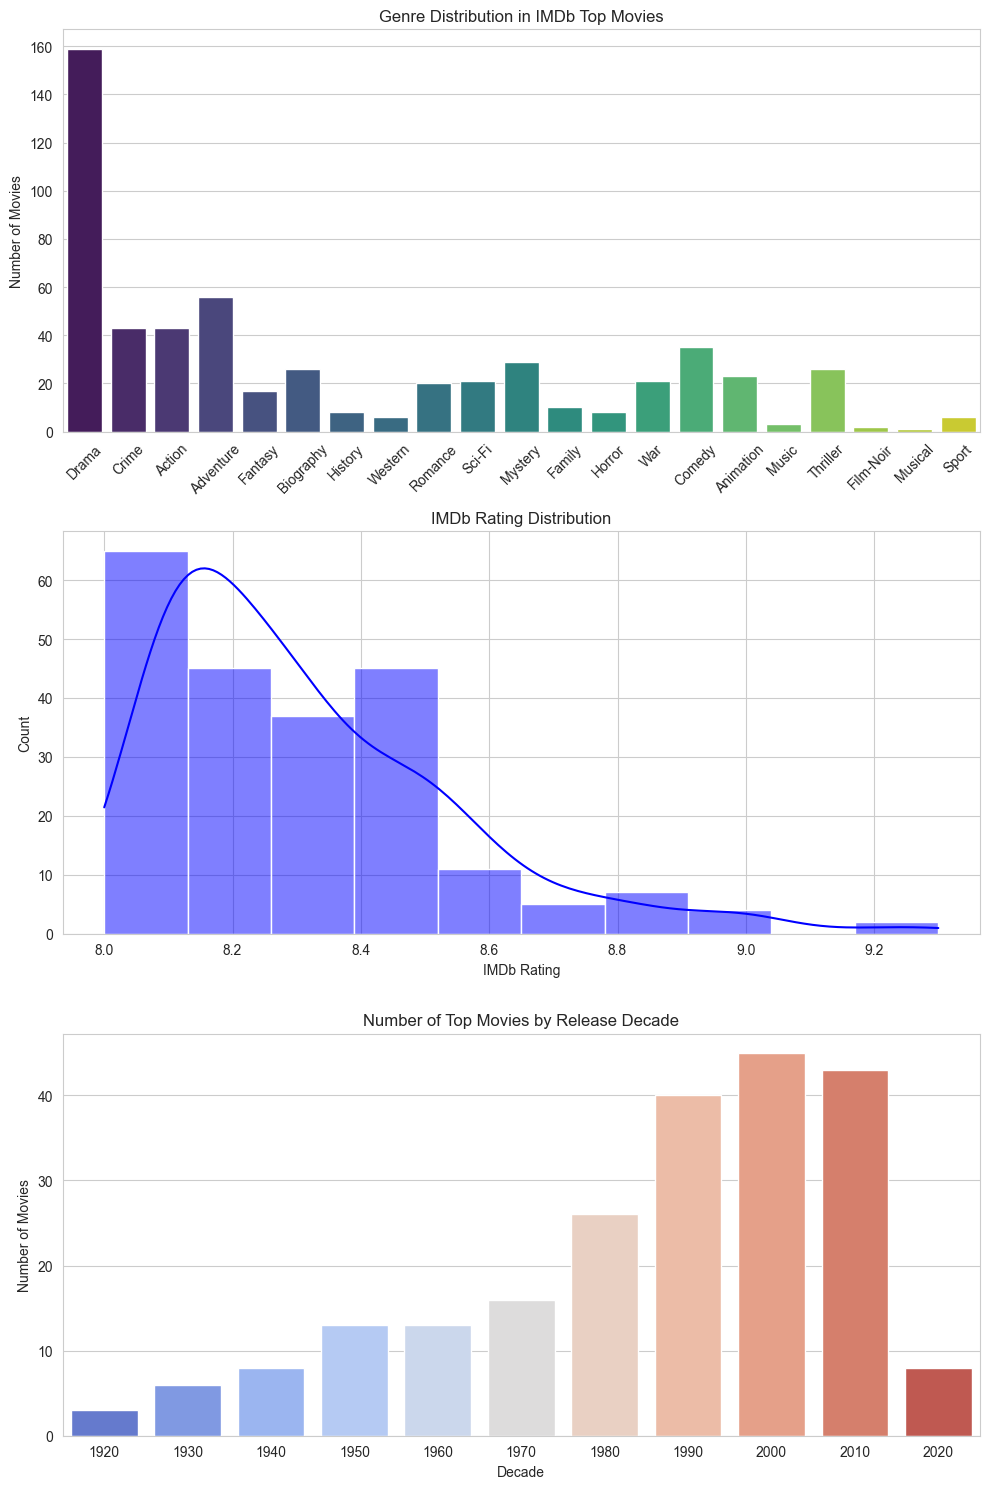 Genre Distribution in IMDb Top Movies
Number of Movies
160
140
120
100
80
60
40
20
0
Drama Crime Action Adventure Fantasy Biography History Western Romance Sci-Fi Mystery Family Horror War Comedy Animation Music Thriller Film-Noir Musical Sport
IMDb Rating Distribution
Count
60
50
40
30
20
10
0
8.0 8.2 8.4 8.6 8.8 9.0 9.2
IMDb Rating
Number of Top Movies by Release Decade
Number of Movies
40
30
20
10
0
1920 1930 1940 1950 1960 1970 1980 1990 2000 2010 2020
Decade